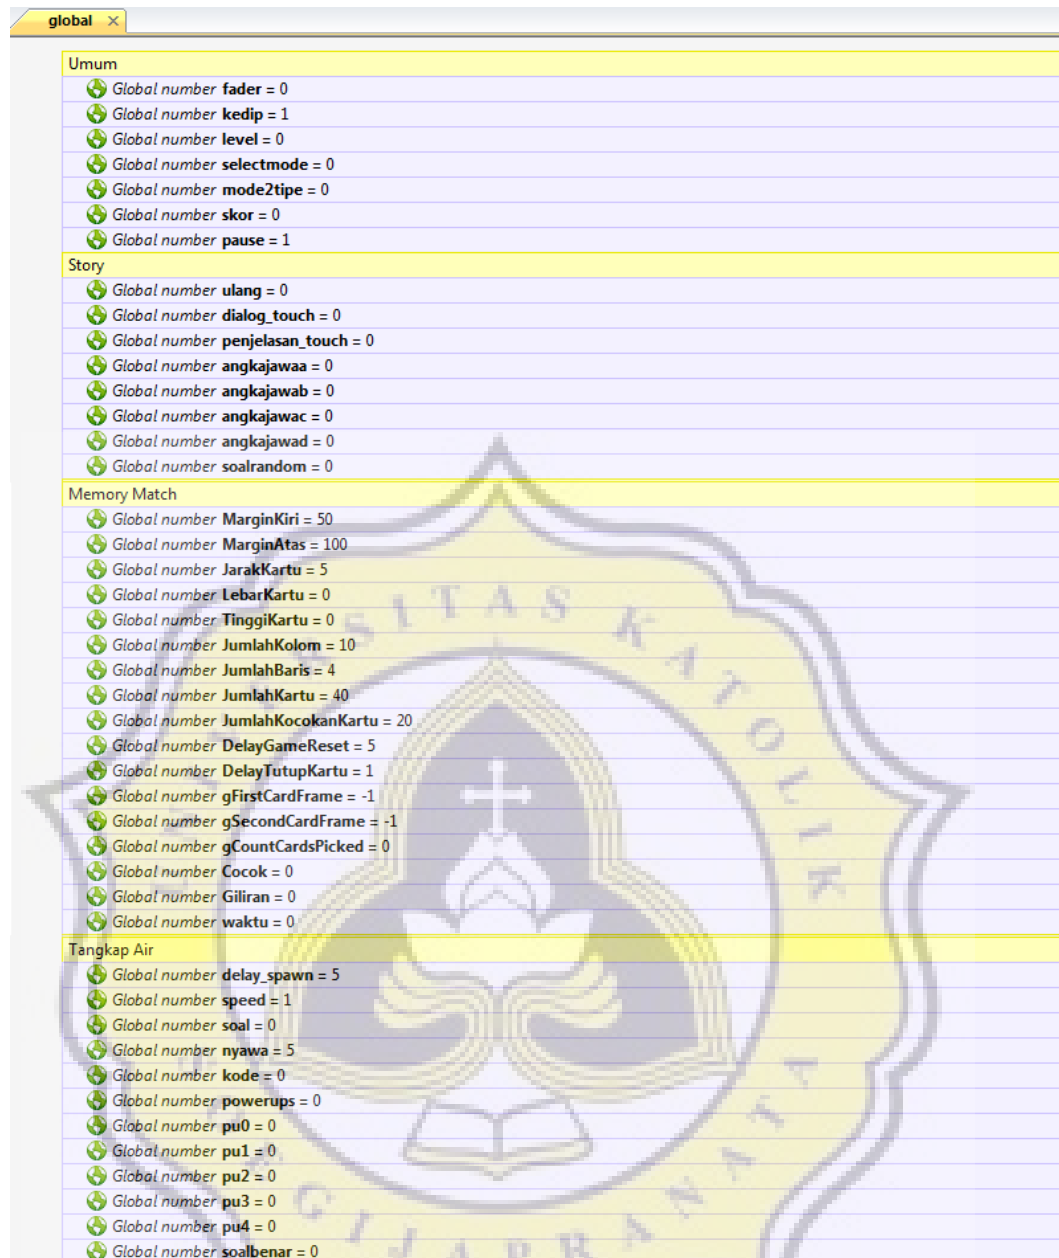 global
Umum
Global number fader = 0
Global number kedip = 1
Global number level = 0
Global number selectmode = 0
Global number mode2tipe = 0
Global number skor = 0
Global number pause = 1
Story
Global number ulang = 0
Global number dialog_touch = 0
Global number penjelasan_touch = 0
Global number angkajawaa = 0
Global number angkajawab = 0
Global number angkajawac = 0
Global number angkajawad = 0
Global number soalrandom = 0
Memory Match
Global number MarginKiri = 50
Global number MarginAtas = 100
Global number JarakKartu = 5
Global number LebarKartu = 0
Global number TinggiKartu = 0
Global number JumlahKolom = 10
Global number JumlahBaris = 4
Global number JumlahKartu = 40
Global number JumlahKocokanKartu = 20
Global number DelayGameReset = 5
Global number DelayTutupKartu = 1
Global number gFirstCardFrame = -1
Global number gSecondCardFrame = -1
Global number gCountCardsPicked = 0
Global number Cocok = 0
Global number Giliran = 0
Global number waktu = 0
Tangkap Air
Global number delay_spawn = 5
Global number speed = 1
Global number soal = 0
Global number nyawa = 5
Global number kode = 0
Global number powerups = 0
Global number pu0 = 0
Global number pu1 = 0
Global number pu2 = 0
Global number pu3 = 0
Global number pu4 = 0
Global number soalbenar = 0